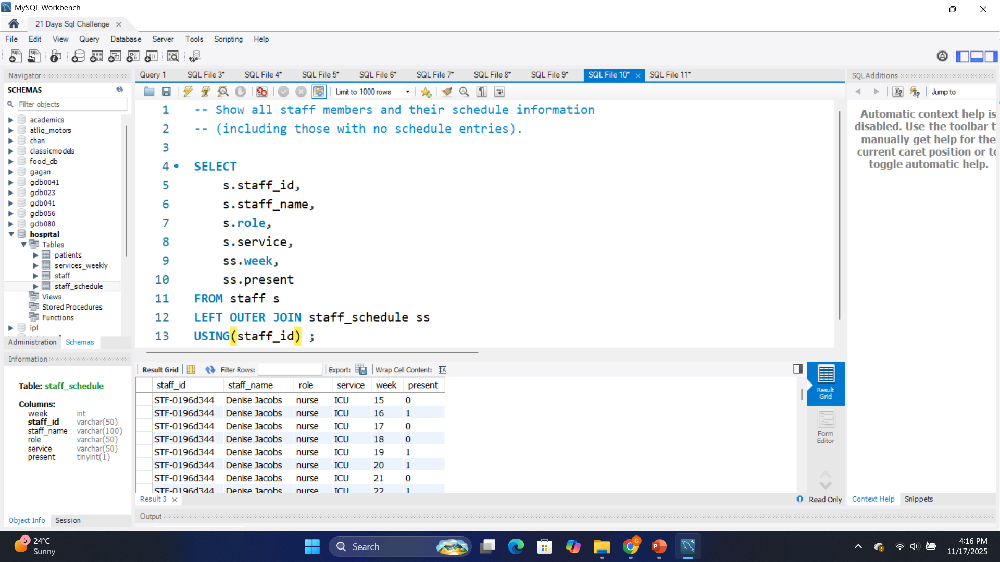 MySQL Workbench
21 Days Sql Challenge
File Edit View Query Database Server Tools Scripting Help
Navigator
SCHEMAS
Filter objects
academics
atliq_motors
chan
classicmodels
food_db
gagan
gdb0041
gdb023
gdb041
gdb056
gdb080
hospital
Tables
patients
services_weekly
staff
staff_schedule
Views
Stored Procedures
Functions
ipl
Administration Schemas
Information
Table: staff_schedule
Columns:
week int
staff_id varchar(50)
staff_name varchar(100)
role varchar(50)
service varchar(50)
present tinyint(1)
Object Info Session
Query 1 SQL File 3* SQL File 4* SQL File 5* SQL File 6* SQL File 7* SQL File 8* SQL File 9* SQL File 10* SQL File 11*
Limit to 1000 rows
1 -- Show all staff members and their schedule information
2 -- (including those with no schedule entries).
3
4 SELECT
5 s.staff_id,
6 s.staff_name,
7 s.role,
8 s.service,
9 ss.week,
10 ss.present
11 FROM staff s
12 LEFT OUTER JOIN staff_schedule ss
13 USING(staff_id) ;
Result Grid Filter Rows: Export: Wrap Cell Content:
staff_id staff_name role service week present
STF-0196d344 Denise Jacobs nurse ICU 15 0
STF-0196d344 Denise Jacobs nurse ICU 16 1
STF-0196d344 Denise Jacobs nurse ICU 17 0
STF-0196d344 Denise Jacobs nurse ICU 18 0
STF-0196d344 Denise Jacobs nurse ICU 19 1
STF-0196d344 Denise Jacobs nurse ICU 20 1
STF-0196d344 Denise Jacobs nurse ICU 21 0
STF-0196d344 Denise Jacobs nurse ICU 22 1
Result 3
Read Only
Output
Result
Grid
Form
Editor
SQLAdditions
Jump to
Automatic context help is
disabled. Use the toolbar t
manually get help for the
current caret position or to
toggle automatic help.
Context Help Snippets
5
24°C
Sunny
Search
4:16 PM
11/17/2025